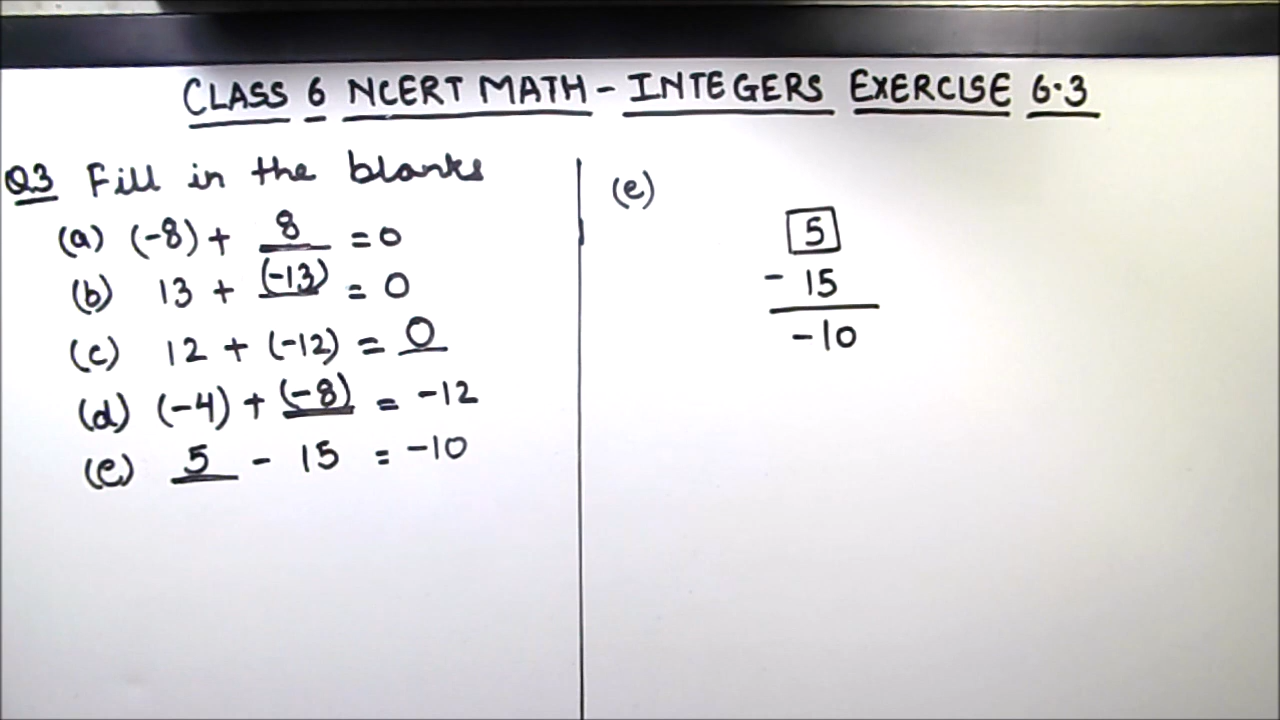 CLASS 6 NCERT MATH - INTEGERS EXERCISE 6.3
Q3 Fill in the blanks
(a) (-8) + 8 = 0
(b) 13 + (-13) = 0
(c) 12 + (-12) = 0
(d) (-4) + (-8) = -12
(e) 5 - 15 = -10
(e)
5
- 15
-10